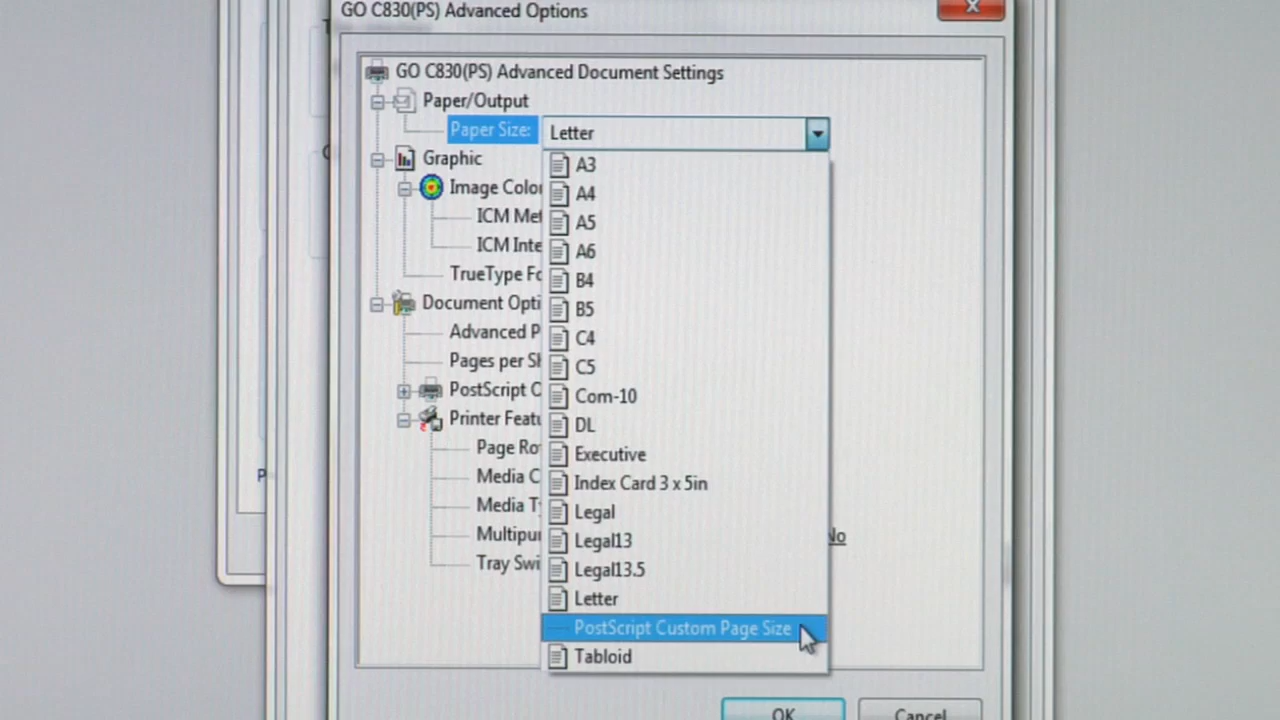 GO C830(PS) Advanced Options
GO C830(PS) Advanced Document Settings
Paper/Output
Paper Size: Letter
A3
Graphic
A4
Image Color
A5
ICM Met
A6
ICM Inte
B4
TrueType Fo
B5
Document Opti
C4
Advanced P
C5
Pages per Sh
Com-10
PostScript O
DL
Printer Featu
Executive
Page Ro
Index Card 3 x 5in
Media C
Legal
Media T
Legal13
Multipu
No
Legal13.5
Tray Swi
Letter
PostScript Custom Page Size
Tabloid
OK
Cancel